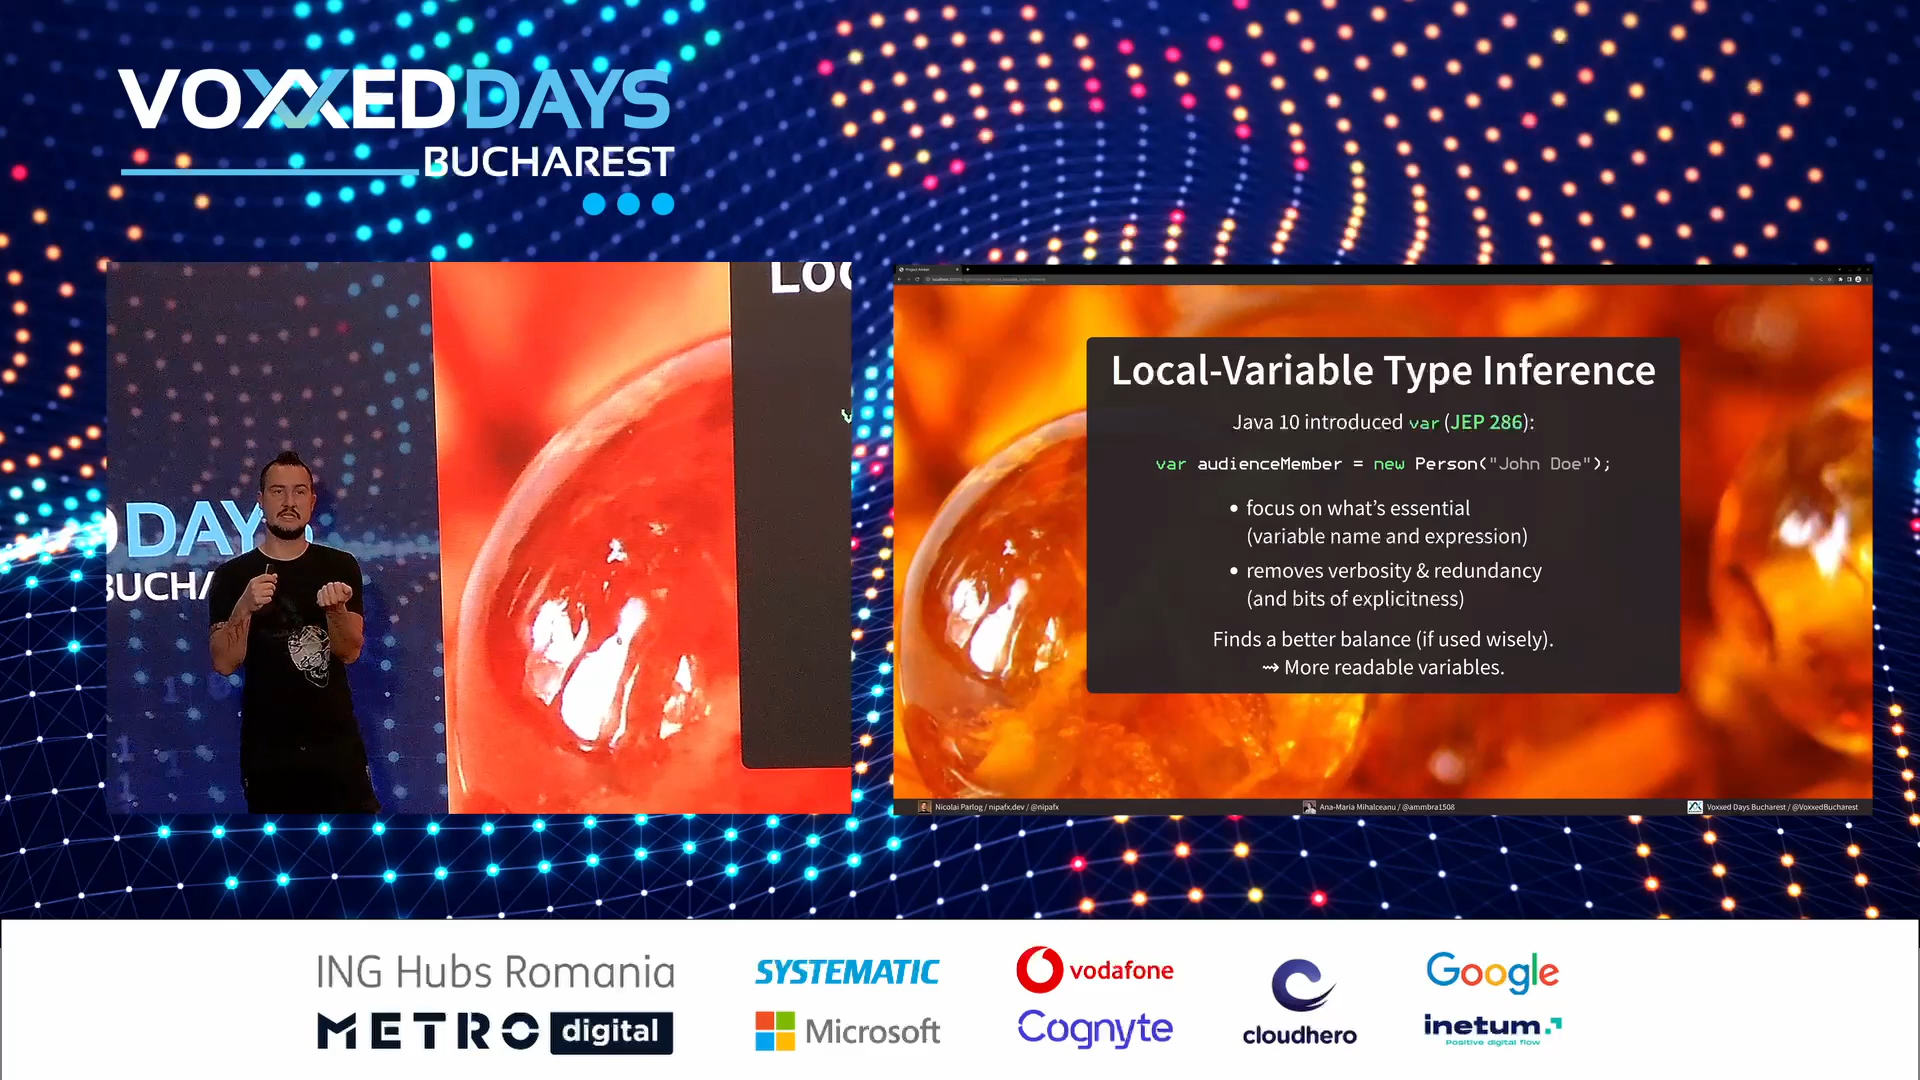 VOXXEDDAYS
BUCHAREST
DAY
BUCHA
Loc
v
Local-Variable Type Inference
Java 10 introduced var (JEP 286):
var audienceMember = new Person("John Doe");
• focus on what's essential
(variable name and expression)
• removes verbosity & redundancy
(and bits of explicitness)
Finds a better balance (if used wisely).
⇝ More readable variables.
Nicolai Parlog / nipafx.dev / @nipafx
Ana-Maria Mihalceanu / @ammbra1508
Voxxed Days Bucharest / @VoxxedBucharest
ING Hubs Romania
SYSTEMATIC
vodafone
cloudhero
Google
METRO digital
Microsoft
Cognyte
inetum.
Positive digital flow